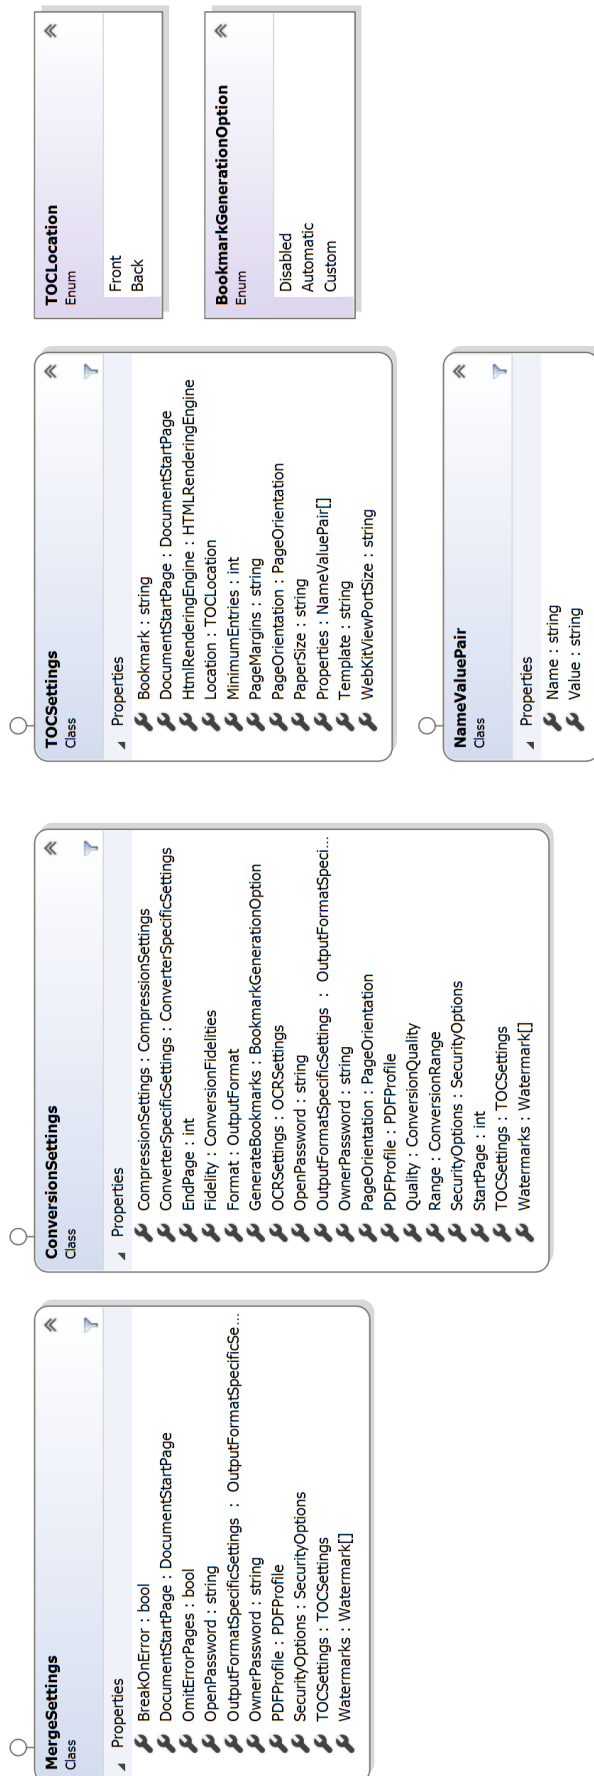 MergeSettings
Class
Properties
BreakOnError : bool
DocumentStartPage : DocumentStartPage
OmitErrorPages : bool
OpenPassword : string
OutputFormatSpecificSettings : OutputFormatSpecificSe...
OwnerPassword : string
PDFProfile : PDFProfile
SecurityOptions : SecurityOptions
TOCSettings : TOCSettings
Watermarks : Watermark[]
ConversionSettings
Class
Properties
CompressionSettings : CompressionSettings
ConverterSpecificSettings : ConverterSpecificSettings
EndPage : int
Fidelity : ConversionFidelities
Format : OutputFormat
GenerateBookmarks : BookmarkGenerationOption
OCRSettings : OCRSettings
OpenPassword : string
OutputFormatSpecificSettings : OutputFormatSpeci...
OwnerPassword : string
PageOrientation : PageOrientation
PDFProfile : PDFProfile
Quality : ConversionQuality
Range : ConversionRange
SecurityOptions : SecurityOptions
StartPage : int
TOCSettings : TOCSettings
Watermarks : Watermark[]
TOCSettings
Class
Properties
Bookmark : string
DocumentStartPage : DocumentStartPage
HtmlRenderingEngine : HTMLRenderingEngine
Location : TOCLocation
MinimumEntries : int
PageMargins : string
PageOrientation : PageOrientation
PaperSize : string
Properties : NameValuePair[]
Template : string
WebKitViewPortSize : string
NameValuePair
Class
Properties
Name : string
Value : string
TOCLocation
Enum
Front
Back
BookmarkGenerationOption
Enum
Disabled
Automatic
Custom